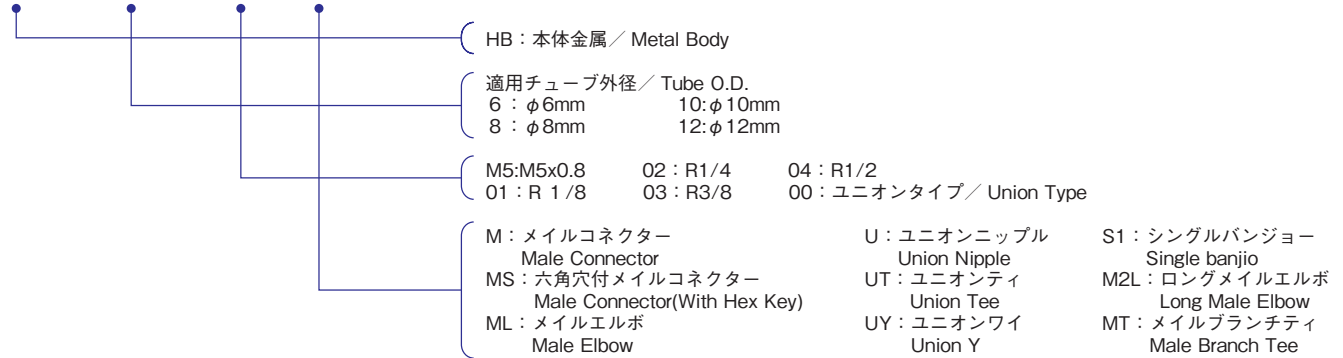 HB：本体金属／ Metal Body
適用チューブ外径／ Tube O.D.
6：φ6mm 10:φ10mm
8：φ8mm 12:φ12mm
M5:M5x0.8 02：R1/4 04：R1/2
01：R 1 /8 03：R3/8 00：ユニオンタイプ／ Union Type
M：メイルコネクター U：ユニオンニップル S1：シングルバンジョー
Male Connector Union Nipple Single banjio
MS：六角穴付メイルコネクター UT：ユニオンティ M2L：ロングメイルエルボ
Male Connector(With Hex Key) Union Tee Long Male Elbow
ML：メイルエルボ UY：ユニオンワイ MT：メイルブランチティ
Male Elbow Union Y Male Branch Tee